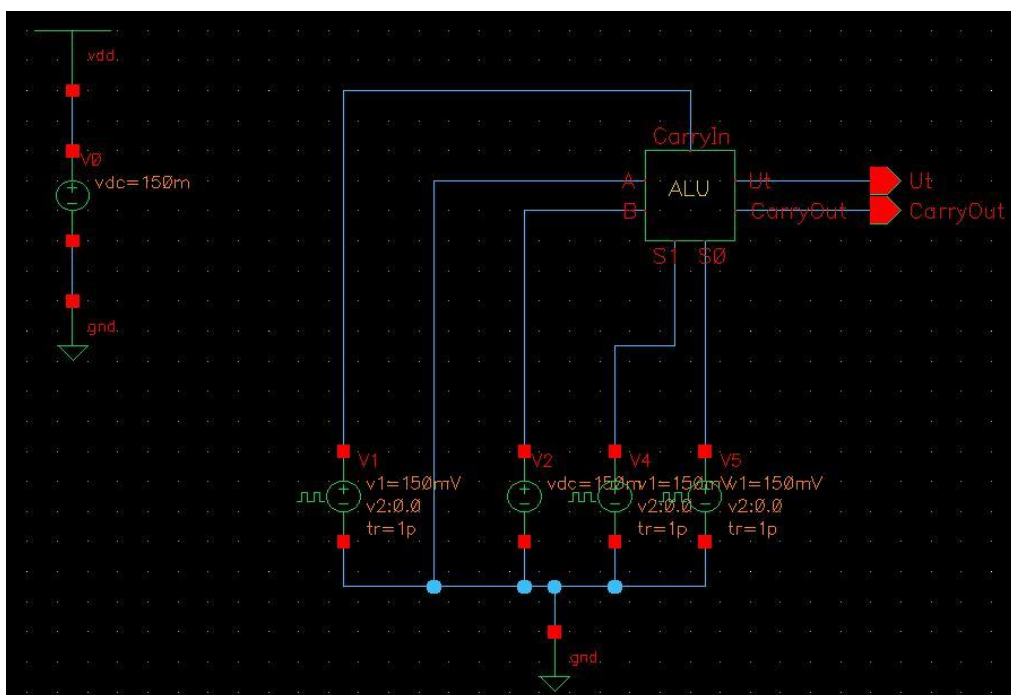 vdd
V0
vdc=150m
gnd
CarryIn
A
Ut
Ut
ALU
B
CarryOut
CarryOut
S1 S0
V1
v1=150mV
v2:0.0
tr=1p
V2
vdc=150m
V4
v1=150mV
v2:0.0
tr=1p
V5
v1=150mV
v2:0.0
tr=1p
gnd